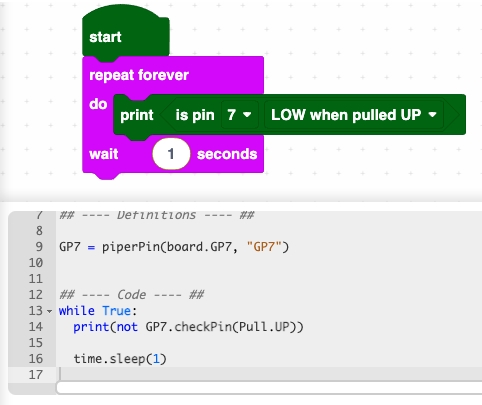 start
repeat forever
do print is pin 7 LOW when pulled UP
wait 1 seconds
7 ## ---- Definitions ---- ##
8
9 GP7 = piperPin(board.GP7, "GP7")
10
11
12 ## ---- Code ---- ##
13 while True:
14 print(not GP7.checkPin(Pull.UP))
15
16 time.sleep(1)
17